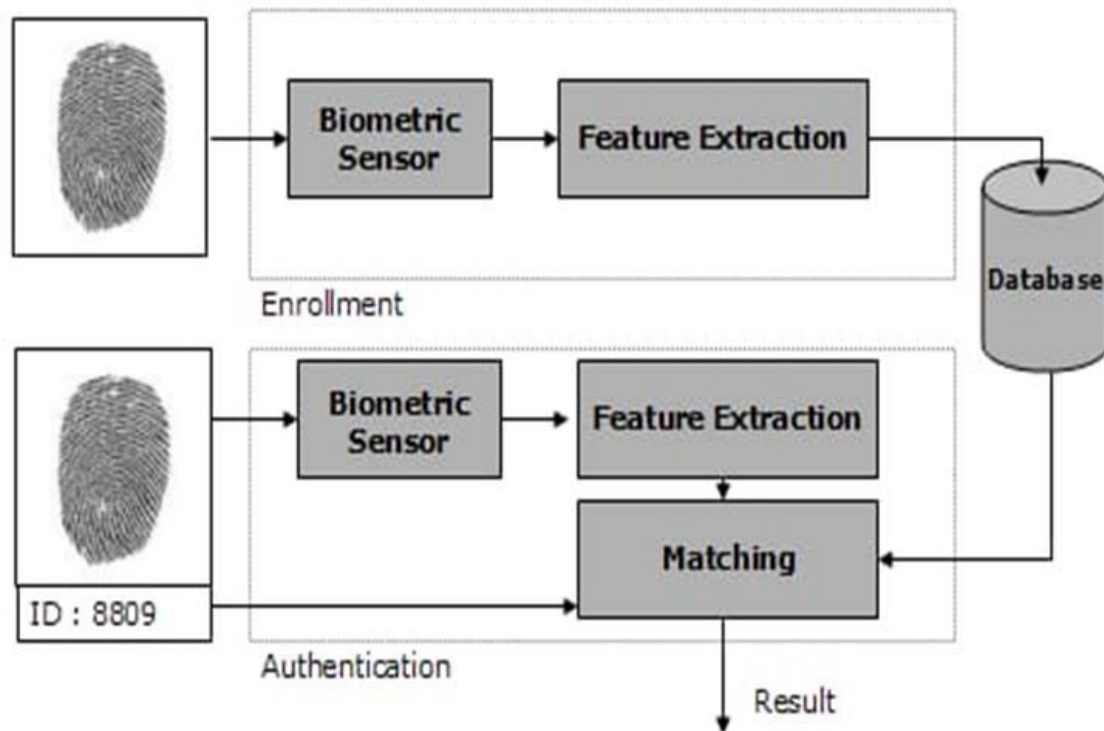 Biometric
Sensor
Feature Extraction
Database
Enrollment
Biometric
Sensor
Feature Extraction
Matching
ID : 8809
Authentication
Result